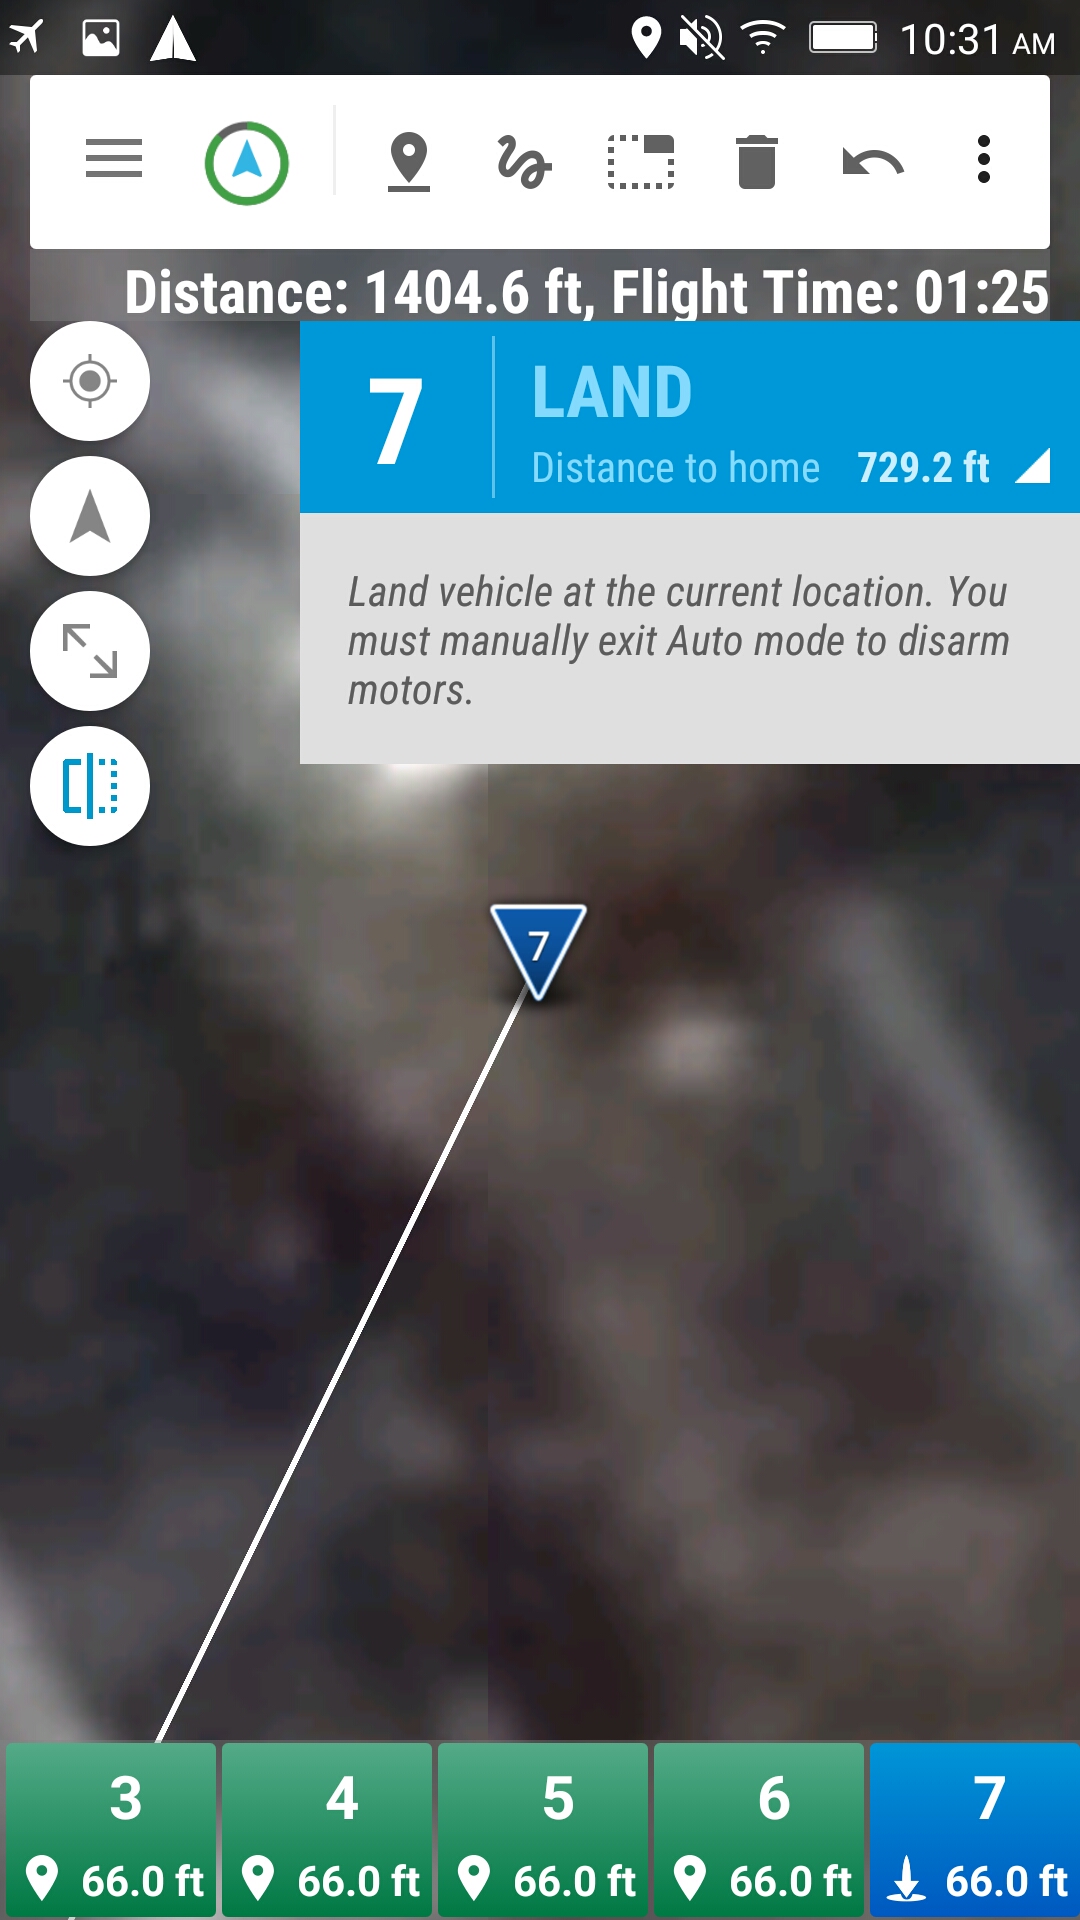 10:31 AM
Distance: 1404.6 ft, Flight Time: 01:25
7
LAND
Distance to home 729.2 ft
Land vehicle at the current location. You
must manually exit Auto mode to disarm
motors.
7
3 4 5 6 7
66.0 ft 66.0 ft 66.0 ft 66.0 ft 66.0 ft